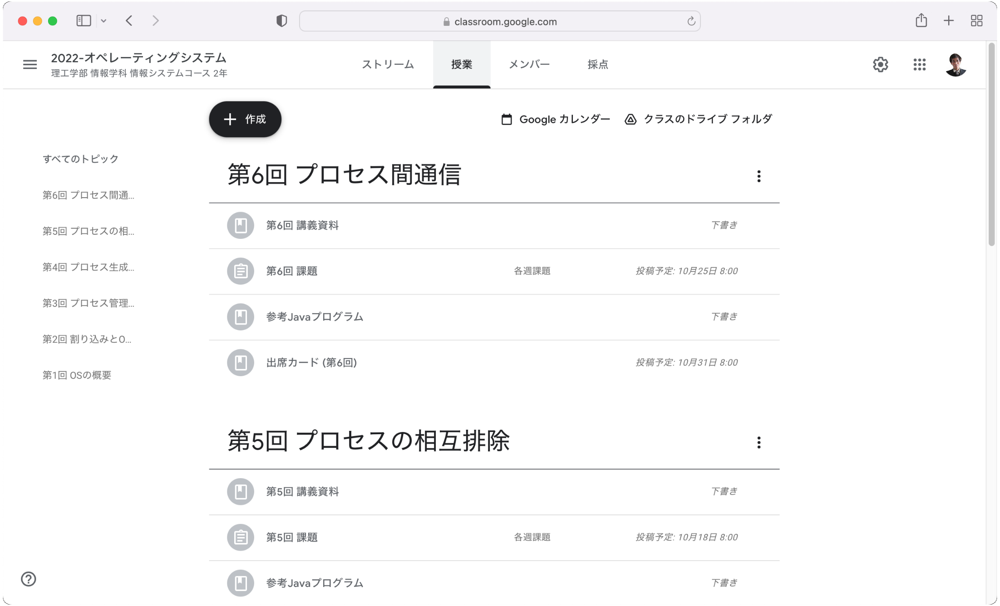 classroom.google.com
2022-オペレーティングシステム
理工学部 情報学科 情報システムコース 2年
ストリーム
授業
メンバー
採点
作成
Google カレンダー
クラスのドライブ フォルダ
すべてのトピック
第6回 プロセス間通...
第5回 プロセスの相...
第4回 プロセス生成...
第3回 プロセス管理...
第2回 割り込みとO...
第1回 OSの概要
第6回 プロセス間通信
第6回 講義資料 下書き
第6回 課題 各週課題 投稿予定: 10月25日 8:00
参考Javaプログラム 下書き
出席カード (第6回) 投稿予定: 10月31日 8:00
第5回 プロセスの相互排除
第5回 講義資料 下書き
第5回 課題 各週課題 投稿予定: 10月18日 8:00
参考Javaプログラム 下書き